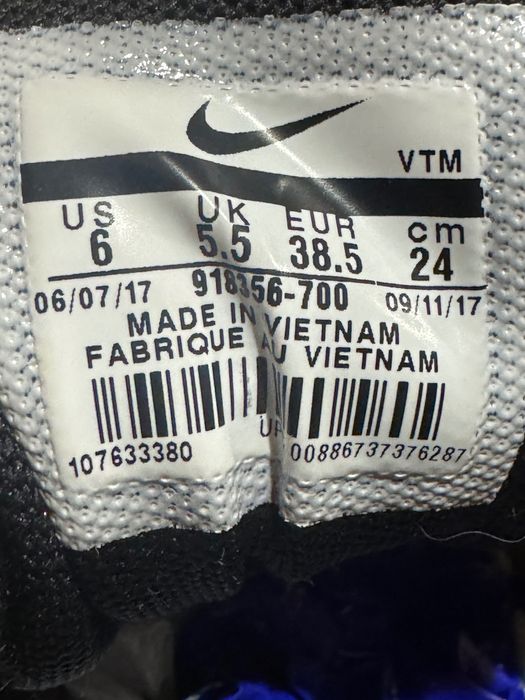 VTM
US UK EUR cm
6 5.5 38.5 24
06/07/17 918356-700 09/11/17
MADE IN VIETNAM
FABRIQUE AU VIETNAM
107633380 00886737376287